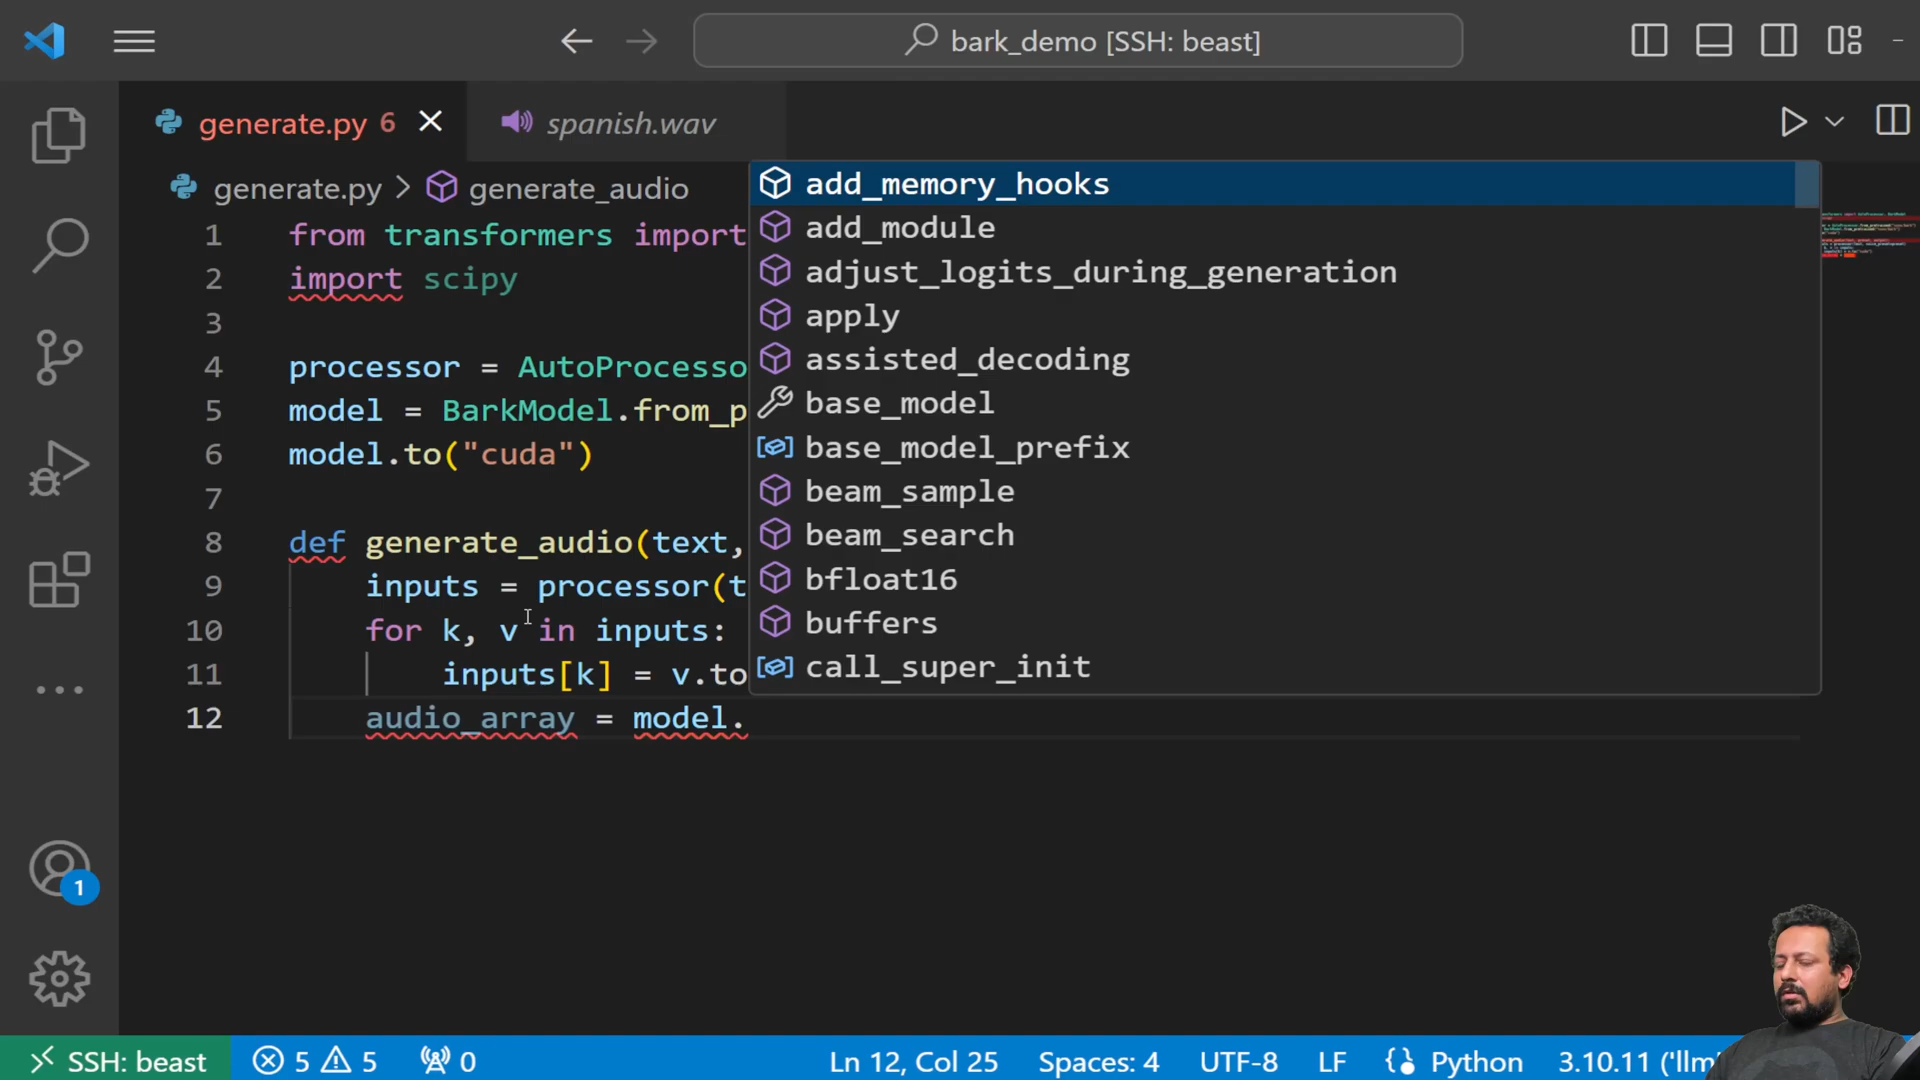 bark_demo [SSH: beast]
generate.py 6
spanish.wav
generate.py > generate_audio
1 from transformers import
2 import scipy
3
4 processor = AutoProcesso
5 model = BarkModel.from_p
6 model.to("cuda")
7
8 def generate_audio(text,
9 inputs = processor(t
10 for k, v in inputs:
11 inputs[k] = v.to
12 audio_array = model.
add_memory_hooks
add_module
adjust_logits_during_generation
apply
assisted_decoding
base_model
base_model_prefix
beam_sample
beam_search
bfloat16
buffers
call_super_init
1
SSH: beast 5 5 0 Ln 12, Col 25 Spaces: 4 UTF-8 LF Python 3.10.11 ('llm